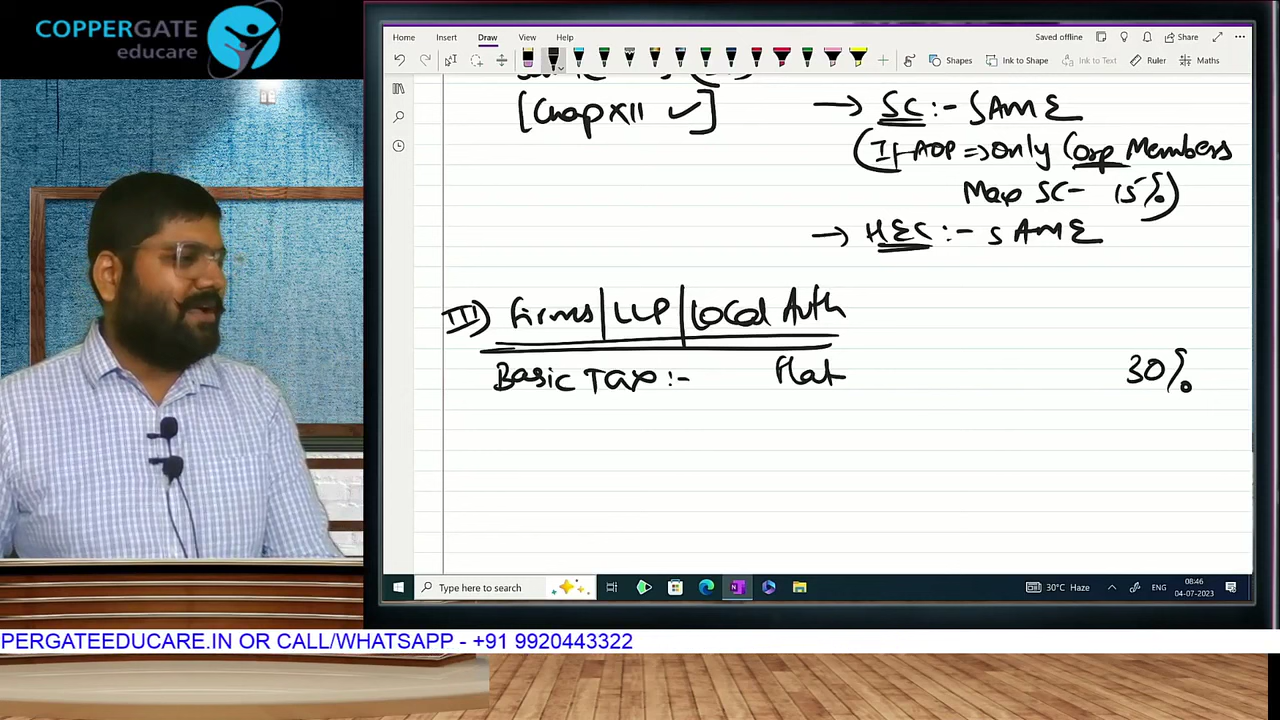 COPPERGATE
educare
Home Insert Draw View Help
Saved offline
Share
Shapes
Ink to Shape
Ink to Text
Ruler
Maths
[Chap XII ✓]
→ SC :- SAME
(If AOP => only Corp Members
Max SC - 15%)
→ HEC :- SAME
III) Firms | LLP | Local Auth
Basic Tax :- Flat 30%
Type here to search
30°C Haze
ENG
08:46
04-07-2023
PERGATEEDUCARE.IN OR CALL/WHATSAPP - +91 9920443322